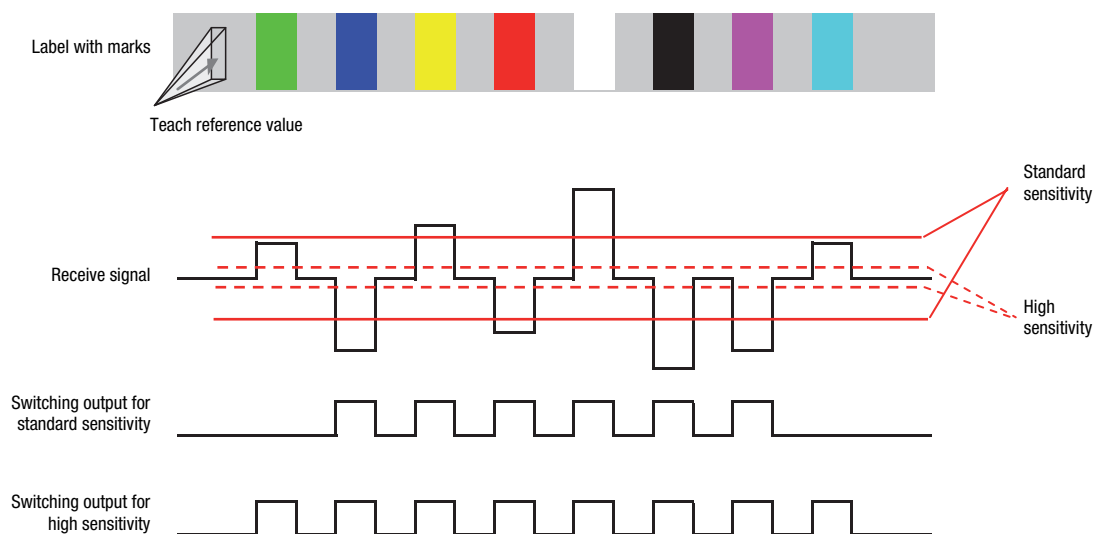 Label with marks
Teach reference value
Standard
sensitivity
Receive signal
High
sensitivity
Switching output for
standard sensitivity
Switching output for
high sensitivity